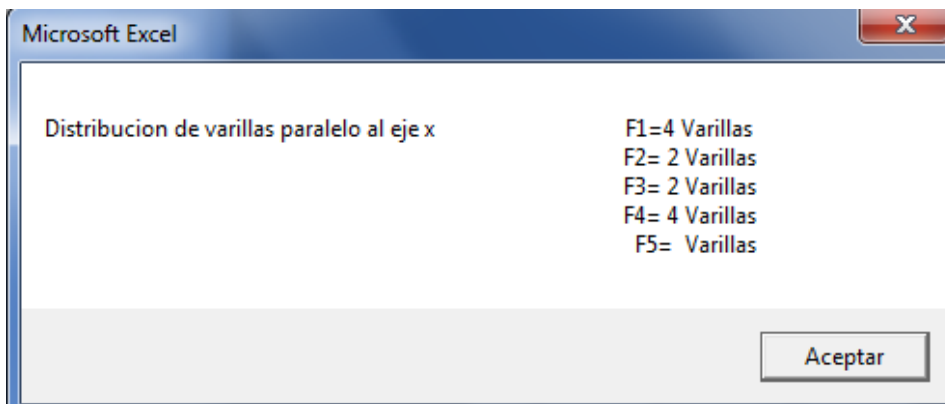 Microsoft Excel
Distribucion de varillas paralelo al eje x F1=4 Varillas
F2= 2 Varillas
F3= 2 Varillas
F4= 4 Varillas
F5= Varillas
Aceptar